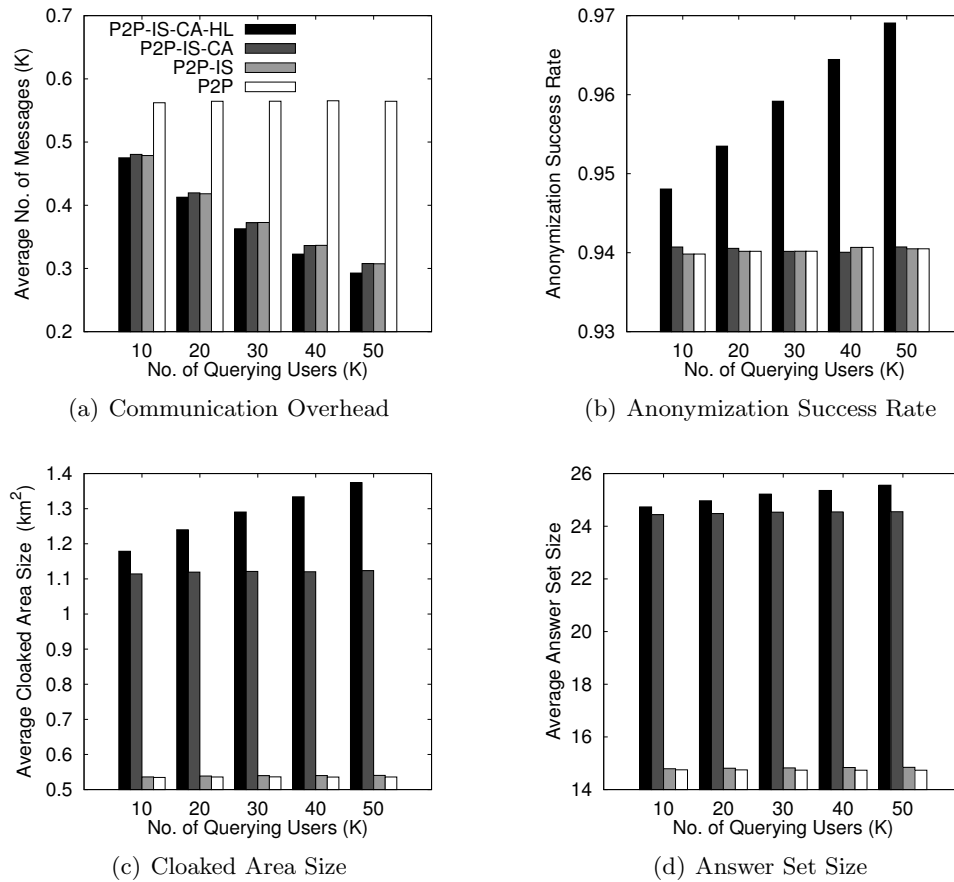 0.7
0.6
0.5
0.4
0.3
0.2
Average No. of Messages (K)
P2P-IS-CA-HL
P2P-IS-CA
P2P-IS
P2P
10 20 30 40 50
No. of Querying Users (K)
(a) Communication Overhead
0.97
0.96
0.95
0.94
0.93
Anonymization Success Rate
10 20 30 40 50
No. of Querying Users (K)
(b) Anonymization Success Rate
1.4
1.3
1.2
1.1
1
0.9
0.8
0.7
0.6
0.5
Average Cloaked Area Size (km²)
10 20 30 40 50
No. of Querying Users (K)
(c) Cloaked Area Size
26
24
22
20
18
16
14
Average Answer Set Size
10 20 30 40 50
No. of Querying Users (K)
(d) Answer Set Size